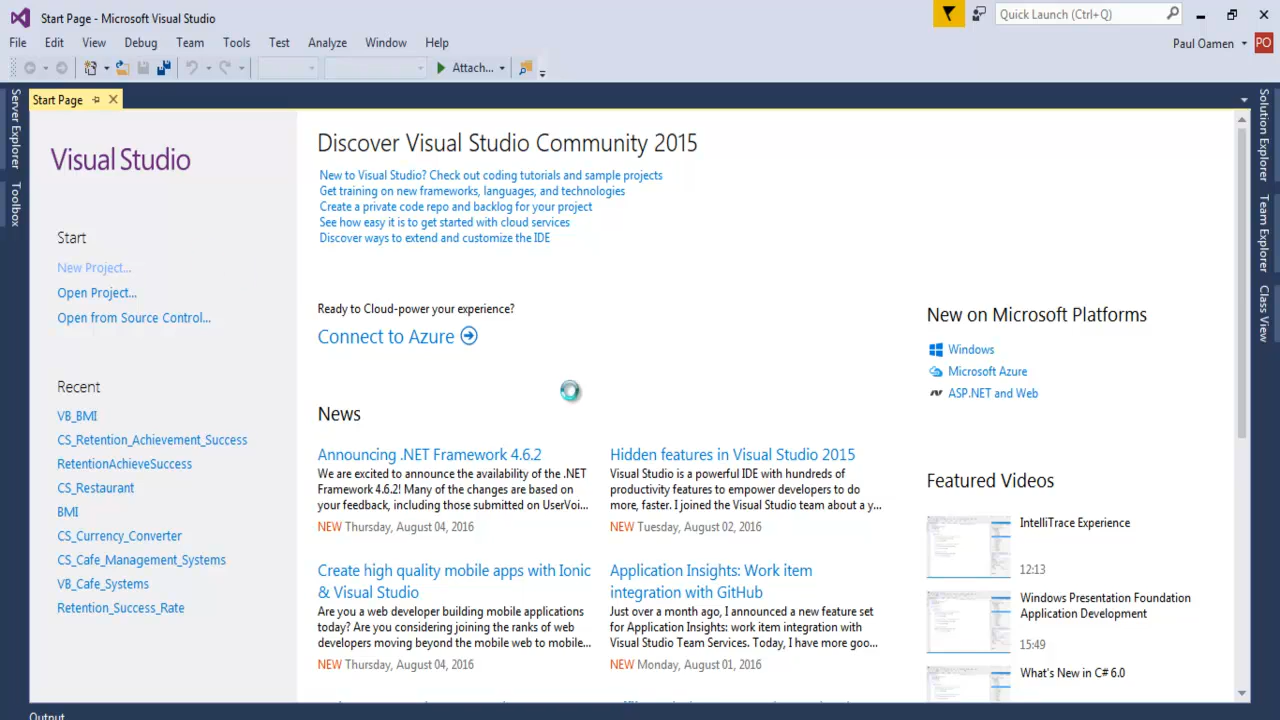 Start Page - Microsoft Visual Studio
Quick Launch (Ctrl+Q)
File Edit View Debug Team Tools Test Analyze Window Help
Paul Oamen PO
Attach...
Start Page
Server Explorer
Toolbox
Solution Explorer
Team Explorer
Class View
Visual Studio
Start
New Project...
Open Project...
Open from Source Control...
Recent
VB_BMI
CS_Retention_Achievement_Success
RetentionAchieveSuccess
CS_Restaurant
BMI
CS_Currency_Converter
CS_Cafe_Management_Systems
VB_Cafe_Systems
Retention_Success_Rate
Discover Visual Studio Community 2015
New to Visual Studio? Check out coding tutorials and sample projects
Get training on new frameworks, languages, and technologies
Create a private code repo and backlog for your project
See how easy it is to get started with cloud services
Discover ways to extend and customize the IDE
Ready to Cloud-power your experience?
Connect to Azure
News
Announcing .NET Framework 4.6.2
We are excited to announce the availability of the .NET
Framework 4.6.2! Many of the changes are based on
your feedback, including those submitted on UserVoi...
NEW Thursday, August 04, 2016
Hidden features in Visual Studio 2015
Visual Studio is a powerful IDE with hundreds of
productivity features to empower developers to do
more, faster. I joined the Visual Studio team about a y...
NEW Tuesday, August 02, 2016
Create high quality mobile apps with Ionic
& Visual Studio
Are you a web developer building mobile applications
today? Are you considering joining the ranks of web
developers moving beyond the mobile web to mobile...
NEW Thursday, August 04, 2016
Application Insights: Work item
integration with GitHub
Just over a month ago, I announced a new feature set
for Application Insights: work item integration with
Visual Studio Team Services. Today, I have more goo...
NEW Monday, August 01, 2016
New on Microsoft Platforms
Windows
Microsoft Azure
ASP.NET and Web
Featured Videos
IntelliTrace Experience
12:13
Windows Presentation Foundation
Application Development
15:49
What's New in C# 6.0
Output